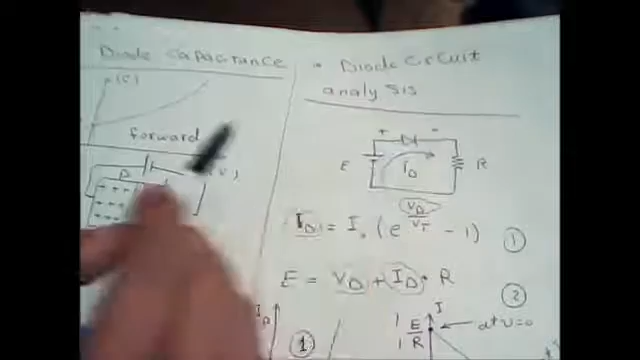 Diode Capacitance
(C)
forward
(V)
P
+ + + +
+ + +
• Diode Circuit
analysis
+ -
E
I_D
R
I_D = I_o (e^{V_D/V_T} - 1) ①
E = V_D + I_D • R ②
I_D
①
I
E/R
at V=0